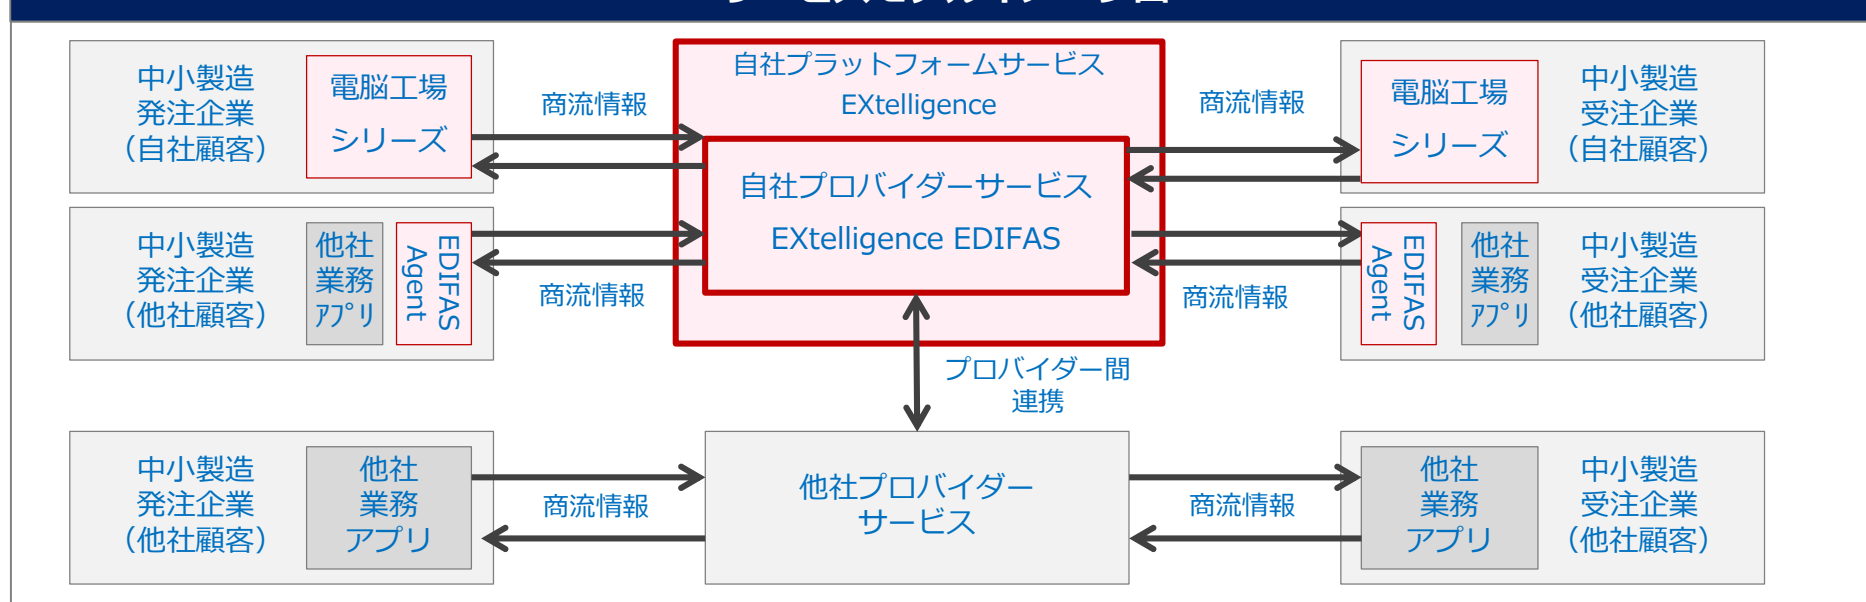 中小製造
発注企業
（自社顧客）
電脳工場
シリーズ
商流情報
自社プラットフォームサービス
EXtelligence
自社プロバイダーサービス
EXtelligence EDIFAS
商流情報
電脳工場
シリーズ
中小製造
受注企業
（自社顧客）
中小製造
発注企業
（他社顧客）
他社
業務
ｱﾌﾟﾘ
EDIFAS
Agent
商流情報
商流情報
EDIFAS
Agent
他社
業務
ｱﾌﾟﾘ
中小製造
受注企業
（他社顧客）
プロバイダー間
連携
中小製造
発注企業
（他社顧客）
他社
業務
アプリ
商流情報
他社プロバイダー
サービス
商流情報
他社
業務
アプリ
中小製造
受注企業
（他社顧客）